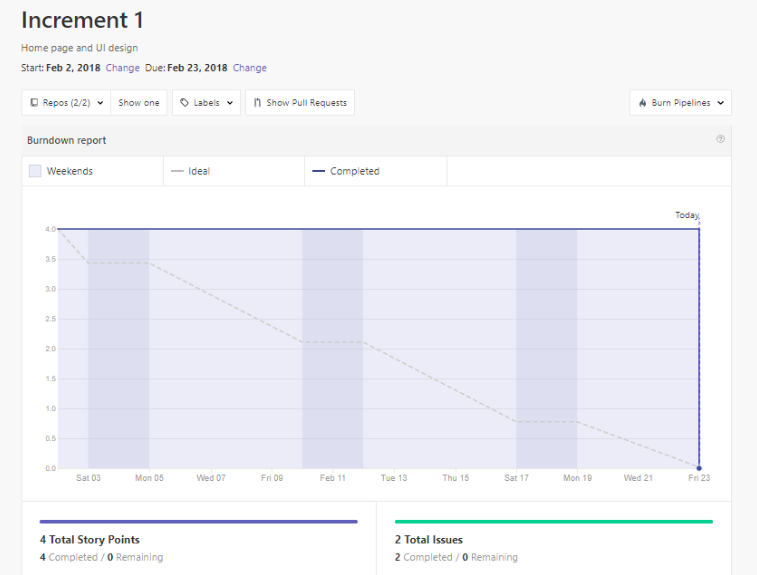 Increment 1
Home page and UI design
Start: Feb 2, 2018 Change Due: Feb 23, 2018 Change
Repos (2/2) Show one Labels Show Pull Requests Burn Pipelines
Burndown report
Weekends Ideal Completed
Today
4.0
3.5
3.0
2.5
2.0
1.5
1.0
0.5
0.0
Sat 03 Mon 05 Wed 07 Fri 09 Feb 11 Tue 13 Thu 15 Sat 17 Mon 19 Wed 21 Fri 23
4 Total Story Points
4 Completed / 0 Remaining
2 Total Issues
2 Completed / 0 Remaining